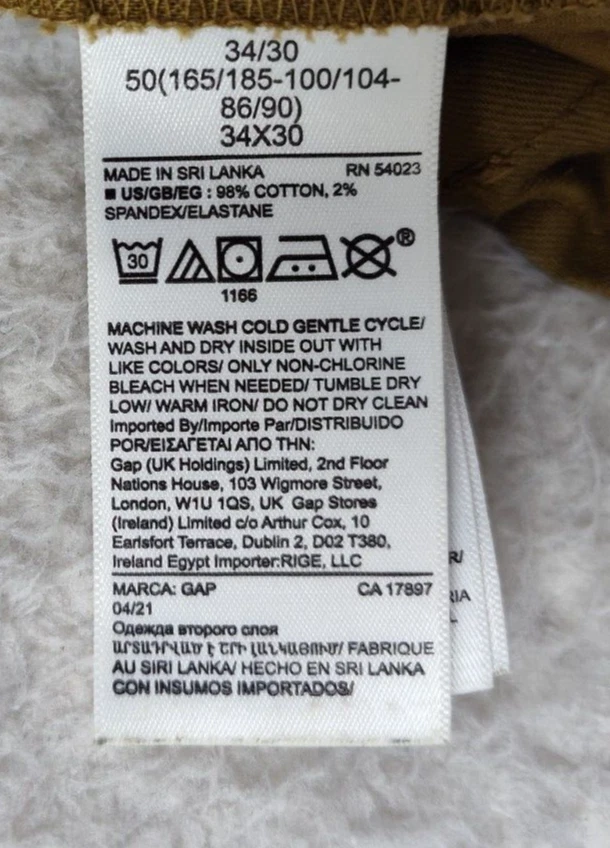 34/30
50(165/185-100/104-
86/90)
34X30
MADE IN SRI LANKA RN 54023
■ US/GB/EG : 98% COTTON, 2%
SPANDEX/ELASTANE
30
®
1166
MACHINE WASH COLD GENTLE CYCLE/
WASH AND DRY INSIDE OUT WITH
LIKE COLORS/ ONLY NON-CHLORINE
BLEACH WHEN NEEDED/ TUMBLE DRY
LOW/ WARM IRON/ DO NOT DRY CLEAN
Imported By/Importe Par/DISTRIBUIDO
POR/ΕΙΣΑΓΕΤΑΙ ΑΠΟ ΤΗΝ:
Gap (UK Holdings) Limited, 2nd Floor
Nations House, 103 Wigmore Street,
London, W1U 1QS, UK Gap Stores
(Ireland) Limited c/o Arthur Cox, 10
Earlsfort Terrace, Dublin 2, D02 T380,
Ireland Egypt Importer:RIGE, LLC
MARCA: GAP CA 17897
04/21
Одежда второго слоя
ԱՐՏԱԴՐՎԱԾ Է ՇՐԻ ԼԱՆԿԱՅՈՒՄ/ FABRIQUE
AU SIRI LANKA/ HECHO EN SRI LANKA
CON INSUMOS IMPORTADOS/
R/
RIA
L